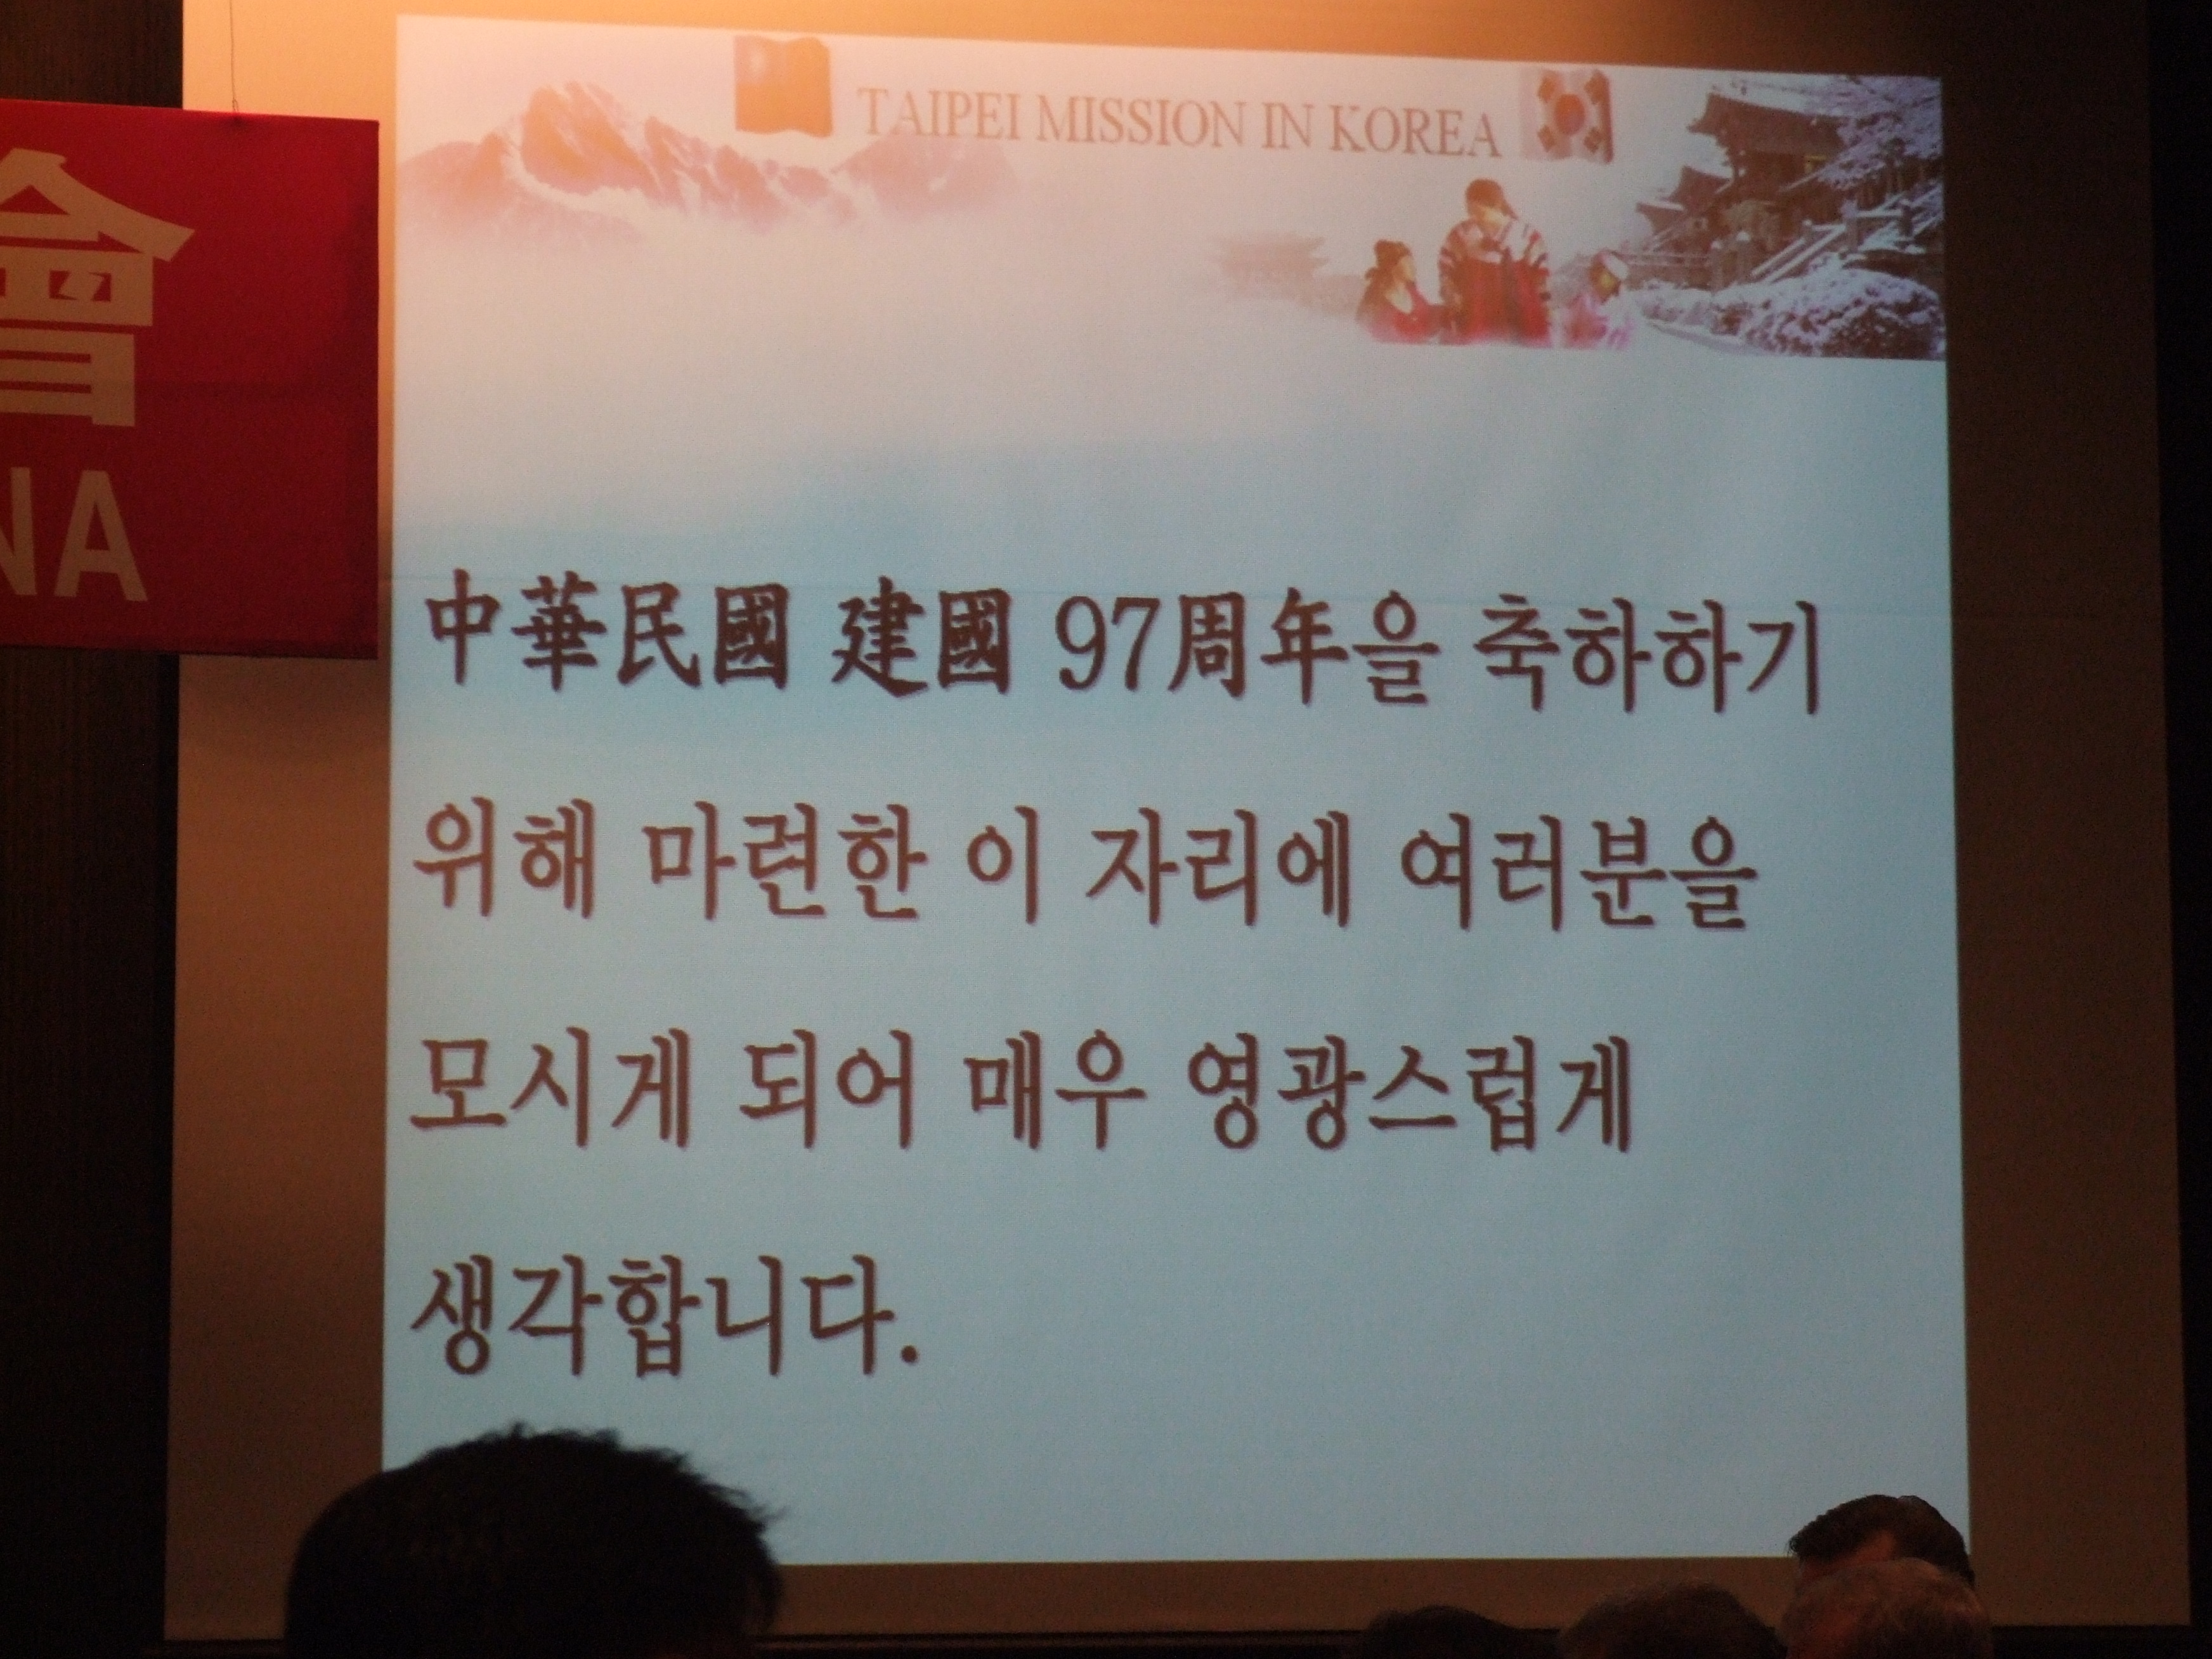 會
NA
TAIPEI MISSION IN KOREA
中華民國 建國 97周年을 축하하기
위해 마련한 이 자리에 여러분을
모시게 되어 매우 영광스럽게
생각합니다.